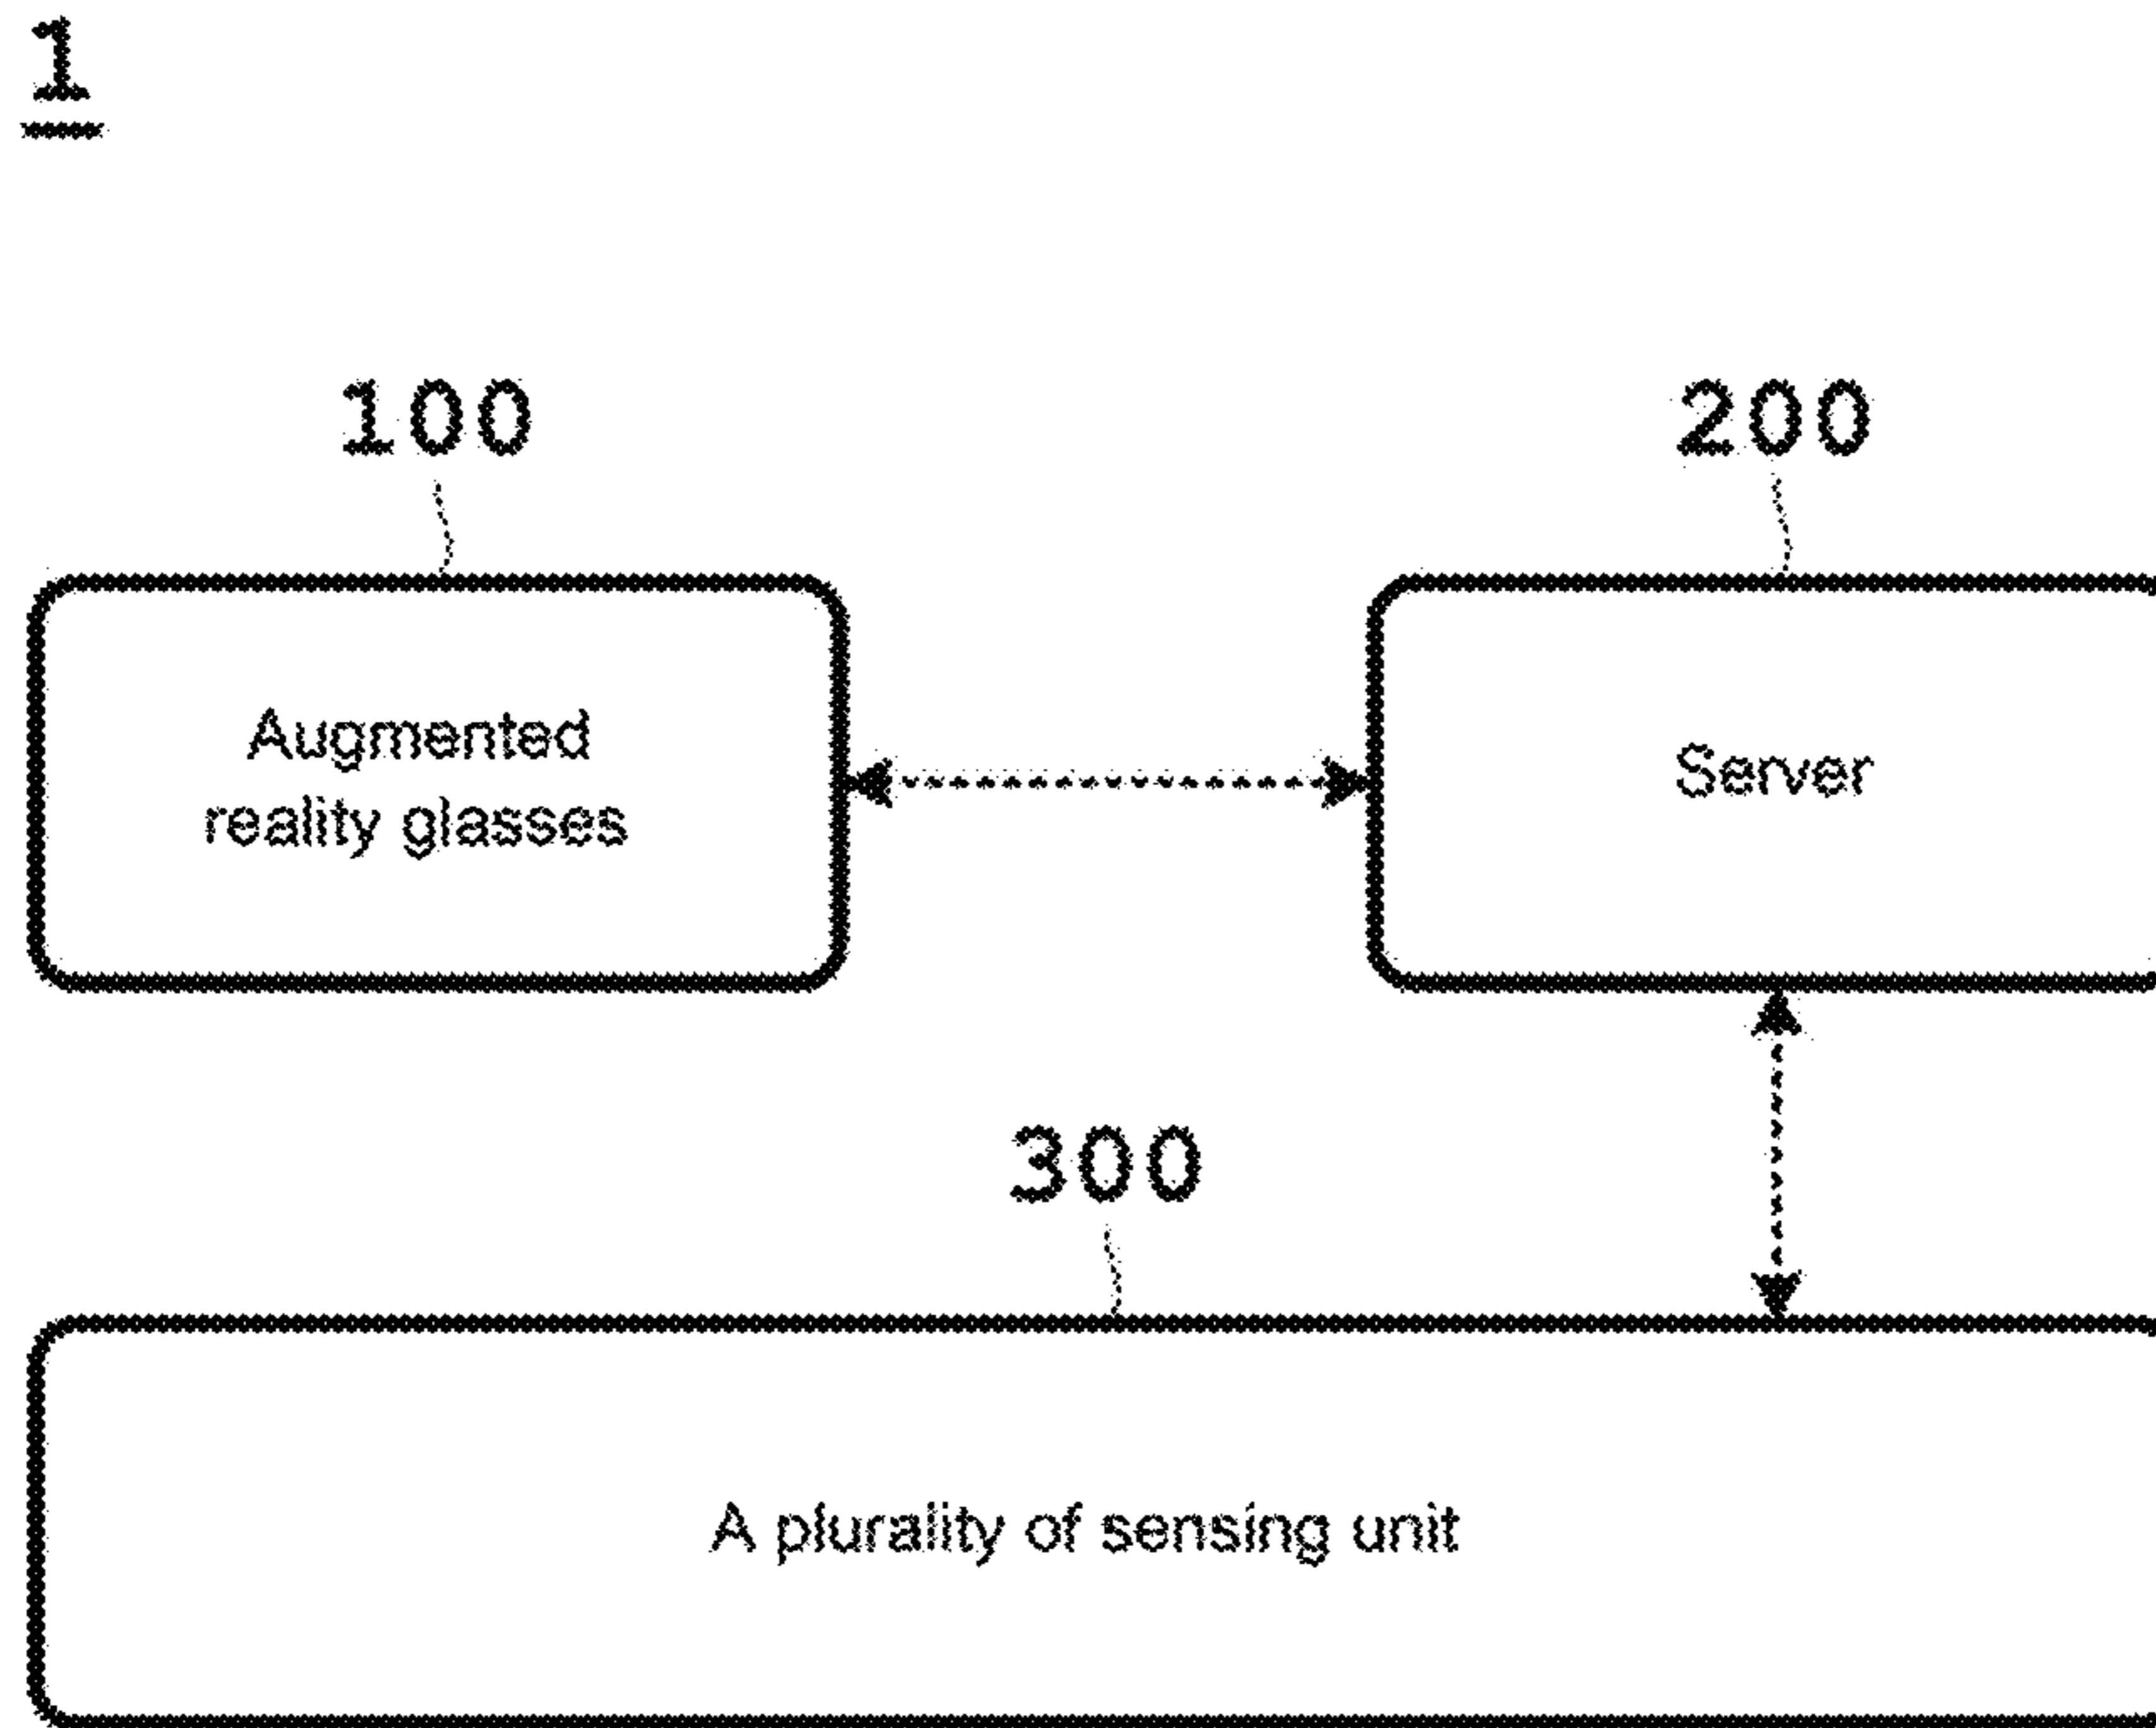 1
100
200
Augmented
reality glasses
Server
300
A plurality of sensing unit